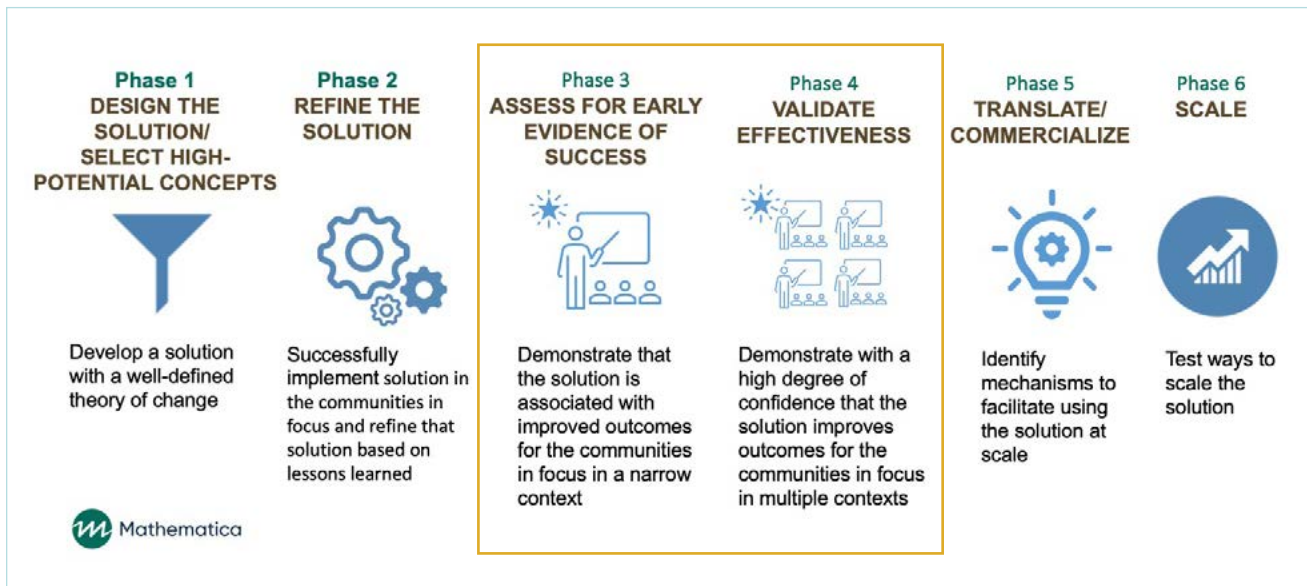 Phase 1
DESIGN THE
SOLUTION/
SELECT HIGH-
POTENTIAL CONCEPTS
Develop a solution
with a well-defined
theory of change
Phase 2
REFINE THE
SOLUTION
Successfully
implement solution in
the communities in
focus and refine that
solution based on
lessons learned
Phase 3
ASSESS FOR EARLY
EVIDENCE OF
SUCCESS
Demonstrate that
the solution is
associated with
improved outcomes
for the communities
in focus in a narrow
context
Phase 4
VALIDATE
EFFECTIVENESS
Demonstrate with a
high degree of
confidence that the
solution improves
outcomes for the
communities in focus
in multiple contexts
Phase 5
TRANSLATE/
COMMERCIALIZE
Identify
mechanisms to
facilitate using
the solution at
scale
Phase 6
SCALE
Test ways to
scale the
solution
Mathematica